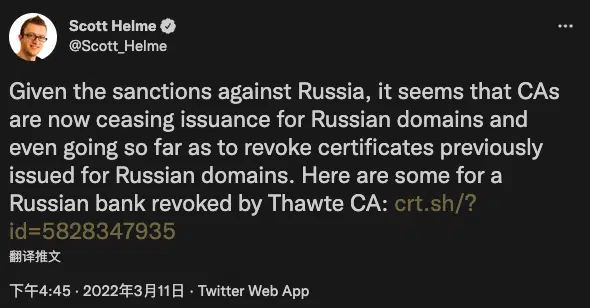 Scott Helme
@Scott_Helme
Given the sanctions against Russia, it seems that CAs
are now ceasing issuance for Russian domains and
even going so far as to revoke certificates previously
issued for Russian domains. Here are some for a
Russian bank revoked by Thawte CA: crt.sh/?
id=5828347935
翻译推文
下午4:45 · 2022年3月11日 · Twitter Web App